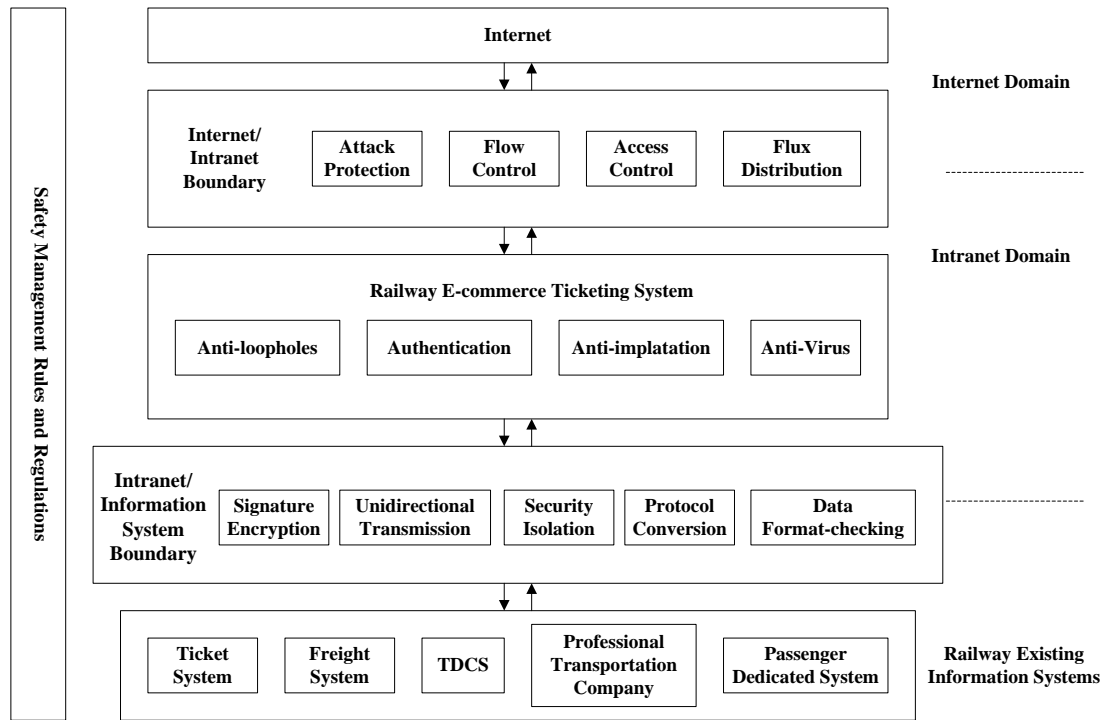 Safety Management Rules and Regulations
Internet
Internet Domain
Internet/
Intranet
Boundary
Attack
Protection
Flow
Control
Access
Control
Flux
Distribution
Intranet Domain
Railway E-commerce Ticketing System
Anti-loopholes
Authentication
Anti-implatation
Anti-Virus
Intranet/
Information
System
Boundary
Signature
Encryption
Unidirectional
Transmission
Security
Isolation
Protocol
Conversion
Data
Format-checking
Ticket
System
Freight
System
TDCS
Professional
Transportation
Company
Passenger
Dedicated System
Railway Existing
Information Systems